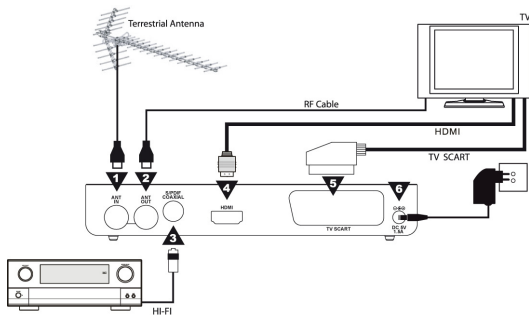 TV
Terrestrial Antenna
RF Cable
HDMI
TV SCART
1
2
4
5
6
ANT
IN
ANT
OUT
S/PDIF
COAXIAL
HDMI
TV SCART
DC 5V
1.5A
3
HI-FI